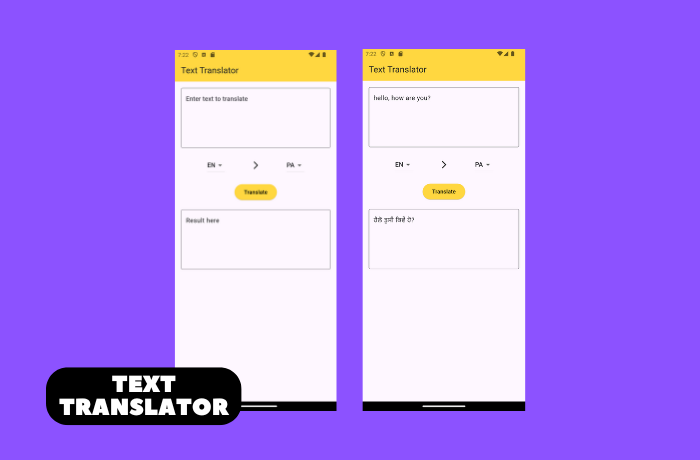 7:22
Text Translator
Enter text to translate
EN
PA
Translate
Result here
7:22
Text Translator
hello, how are you?
EN
PA
Translate
ਹੈਲੋ ਤੁਸੀਂ ਕਿਵੇਂ ਹੋ?
TEXT
TRANSLATOR